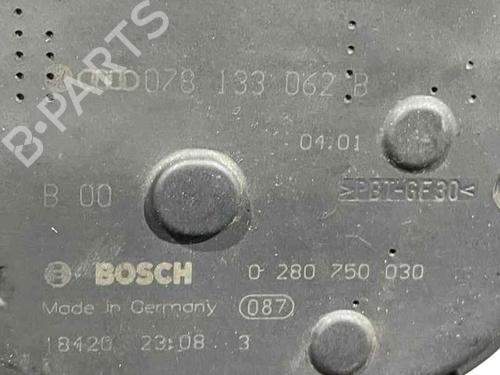 078 133 062 B
04.01
B 00
>PBT-GF30<
BOSCH 0 280 750 030
Made in Germany 087
18420 23:08 3
B-PARTS